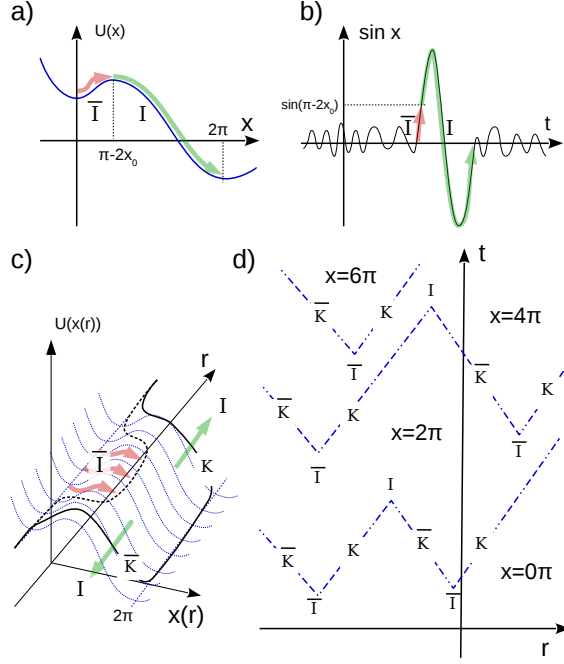 a)
U(x)
I̅
I
x
2π
π-2x₀
b)
sin x
sin(π-2x₀)
I̅
I
t
c)
U(x(r))
r
I
I̅
K
K̅
I
2π
x(r)
d)
t
x=6π
I
K̅
K
x=4π
I̅
K̅
K̅
K
K
x=2π
I̅
I̅
I
K̅
K
K̅
K
x=0π
I̅
I̅
r